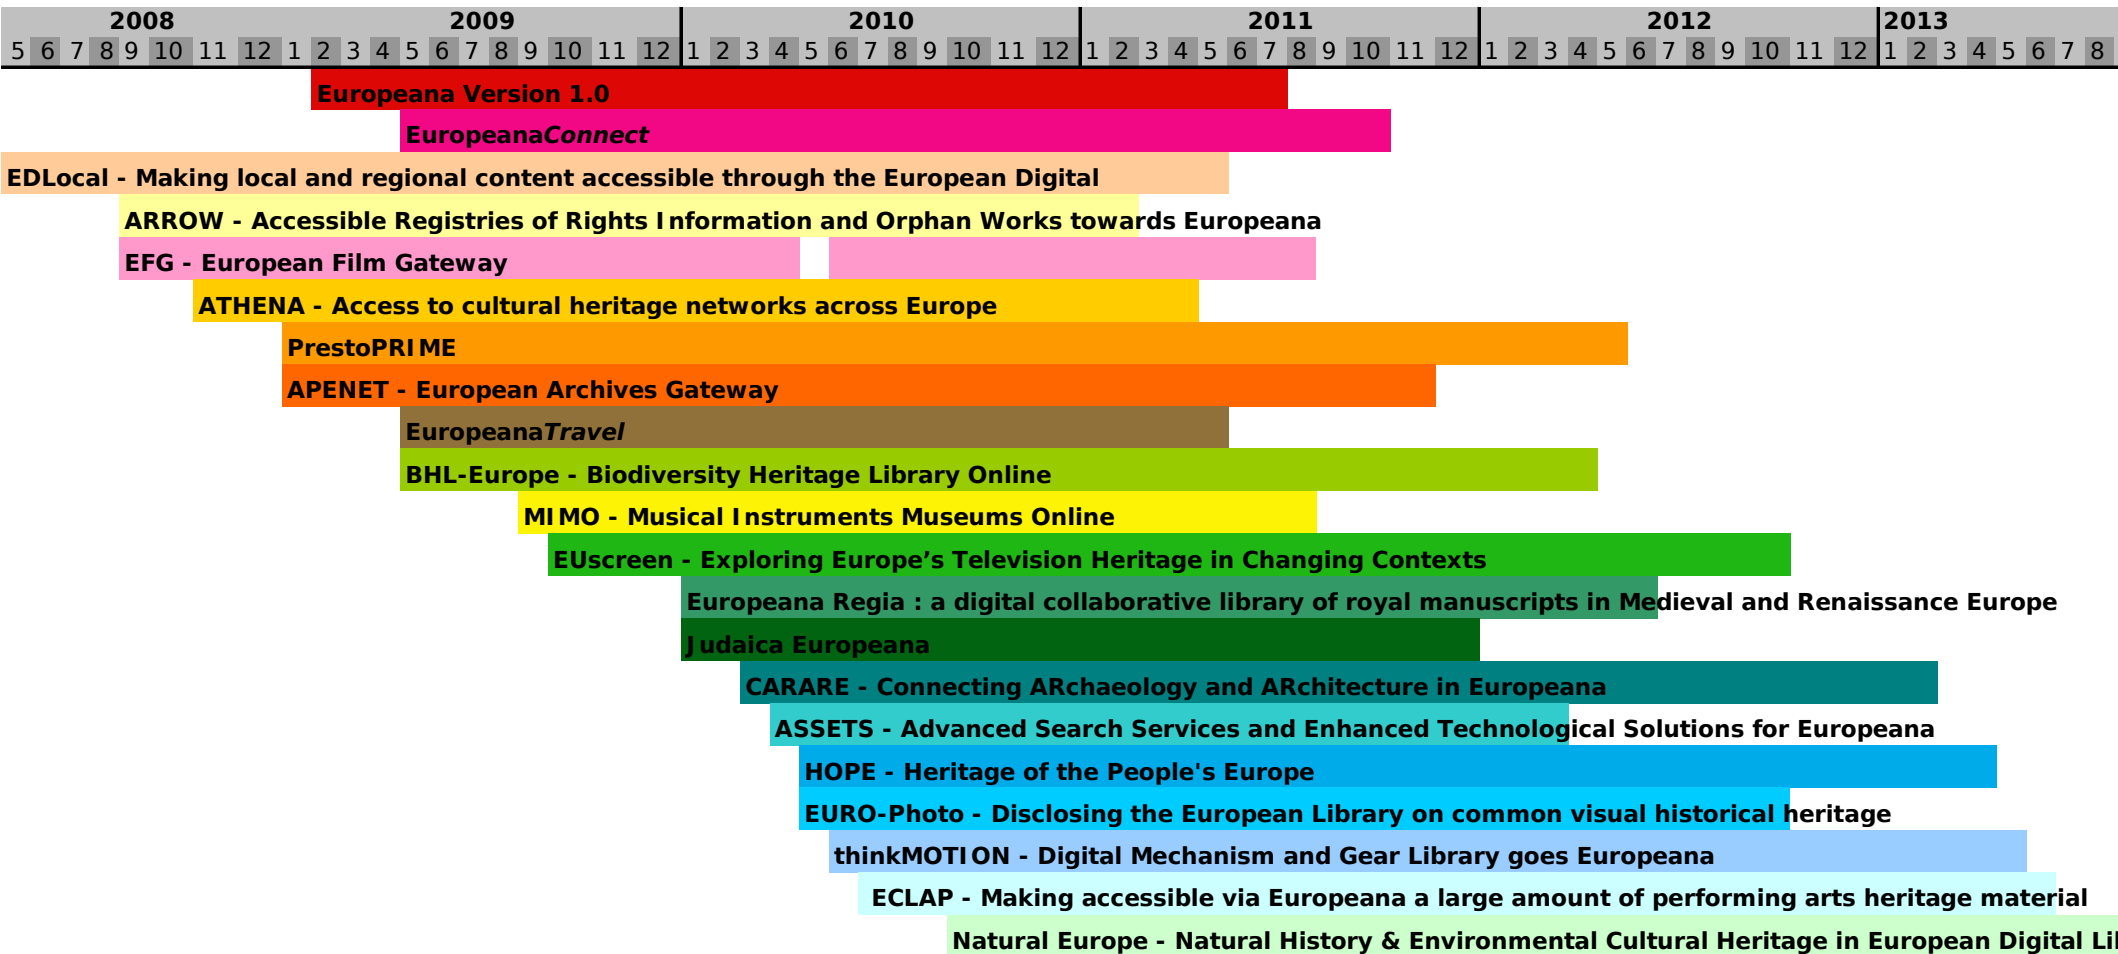 2008 2009 2010 2011 2012 2013
5 6 7 8 9 10 11 12 1 2 3 4 5 6 7 8 9 10 11 12 1 2 3 4 5 6 7 8 9 10 11 12 1 2 3 4 5 6 7 8 9 10 11 12 1 2 3 4 5 6 7 8 9 10 11 12 1 2 3 4 5 6 7 8
Europeana Version 1.0
EuropeanaConnect
EDLocal - Making local and regional content accessible through the European Digital
ARROW - Accessible Registries of Rights Information and Orphan Works towards Europeana
EFG - European Film Gateway
ATHENA - Access to cultural heritage networks across Europe
PrestoPRIME
APENET - European Archives Gateway
EuropeanaTravel
BHL-Europe - Biodiversity Heritage Library Online
MIMO - Musical Instruments Museums Online
EUscreen - Exploring Europe’s Television Heritage in Changing Contexts
Europeana Regia : a digital collaborative library of royal manuscripts in Medieval and Renaissance Europe
Judaica Europeana
CARARE - Connecting ARchaeology and ARchitecture in Europeana
ASSETS - Advanced Search Services and Enhanced Technological Solutions for Europeana
HOPE - Heritage of the People's Europe
EURO-Photo - Disclosing the European Library on common visual historical heritage
thinkMOTION - Digital Mechanism and Gear Library goes Europeana
ECLAP - Making accessible via Europeana a large amount of performing arts heritage material
Natural Europe - Natural History & Environmental Cultural Heritage in European Digital